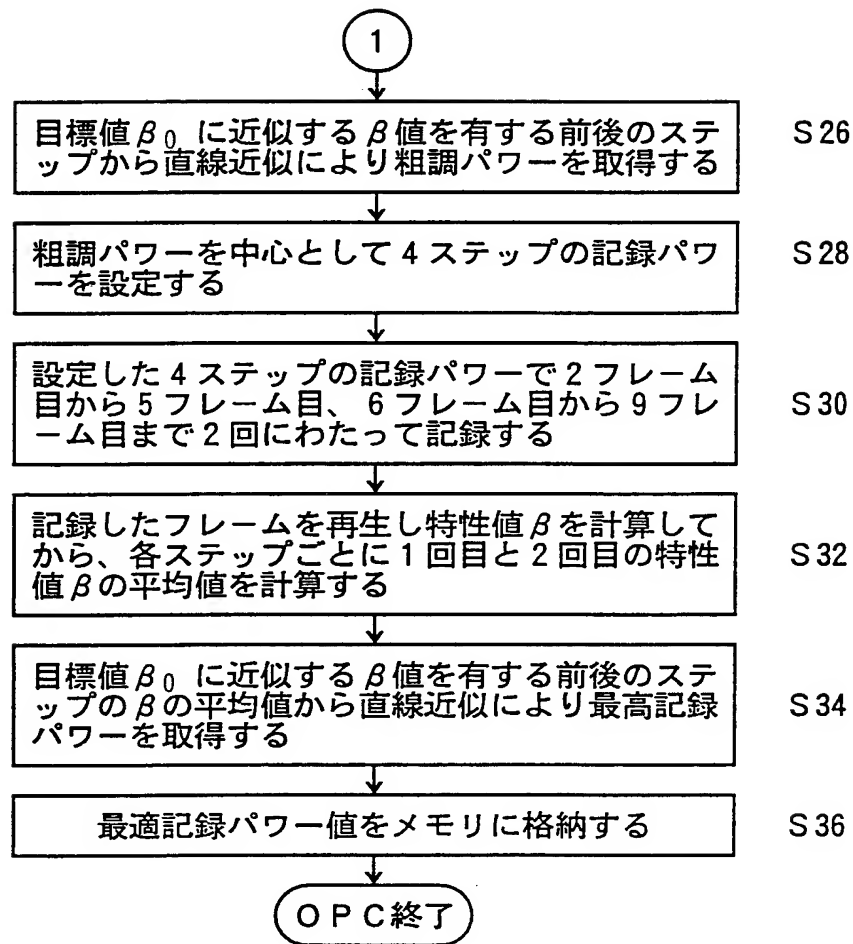 1
目標値β0 に近似するβ値を有する前後のステ
ップから直線近似により粗調パワーを取得する
S26
粗調パワーを中心として4ステップの記録パワ
ーを設定する
S28
設定した4ステップの記録パワーで2フレーム
目から5フレーム目、6フレーム目から9フレ
ーム目まで2回にわたって記録する
S30
記録したフレームを再生し特性値βを計算して
から、各ステップごとに1回目と2回目の特性
値βの平均値を計算する
S32
目標値β0 に近似するβ値を有する前後のステ
ップのβの平均値から直線近似により最高記録
パワーを取得する
S34
最適記録パワー値をメモリに格納する
S36
OPC終了